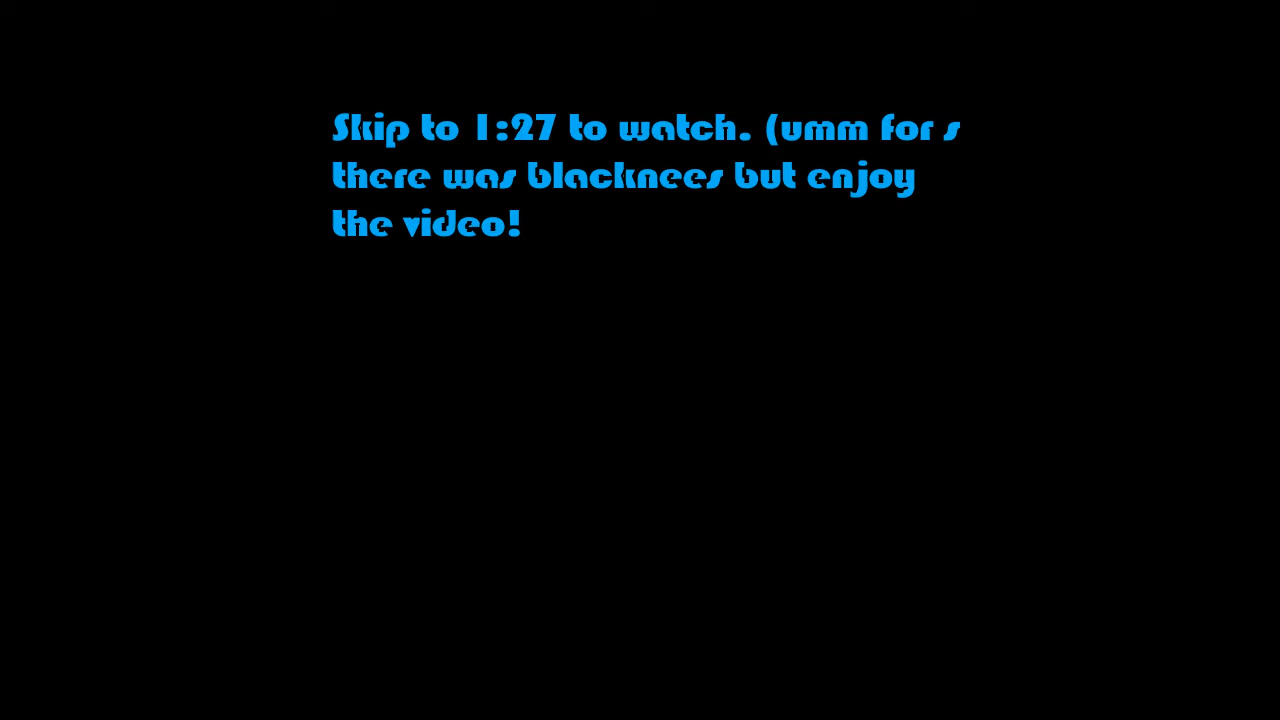 Skip to 1:27 to watch. (umm for s
there was blacknees but enjoy
the video!